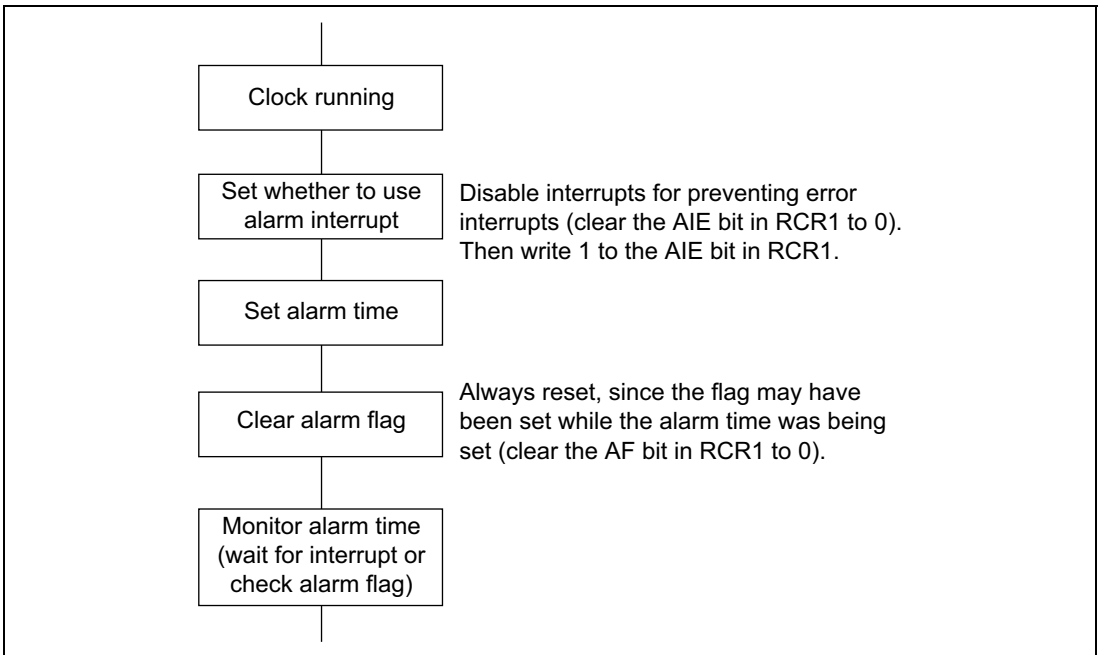 Clock running
Set whether to use
alarm interrupt
Disable interrupts for preventing error
interrupts (clear the AIE bit in RCR1 to 0).
Then write 1 to the AIE bit in RCR1.
Set alarm time
Clear alarm flag
Always reset, since the flag may have
been set while the alarm time was being
set (clear the AF bit in RCR1 to 0).
Monitor alarm time
(wait for interrupt or
check alarm flag)